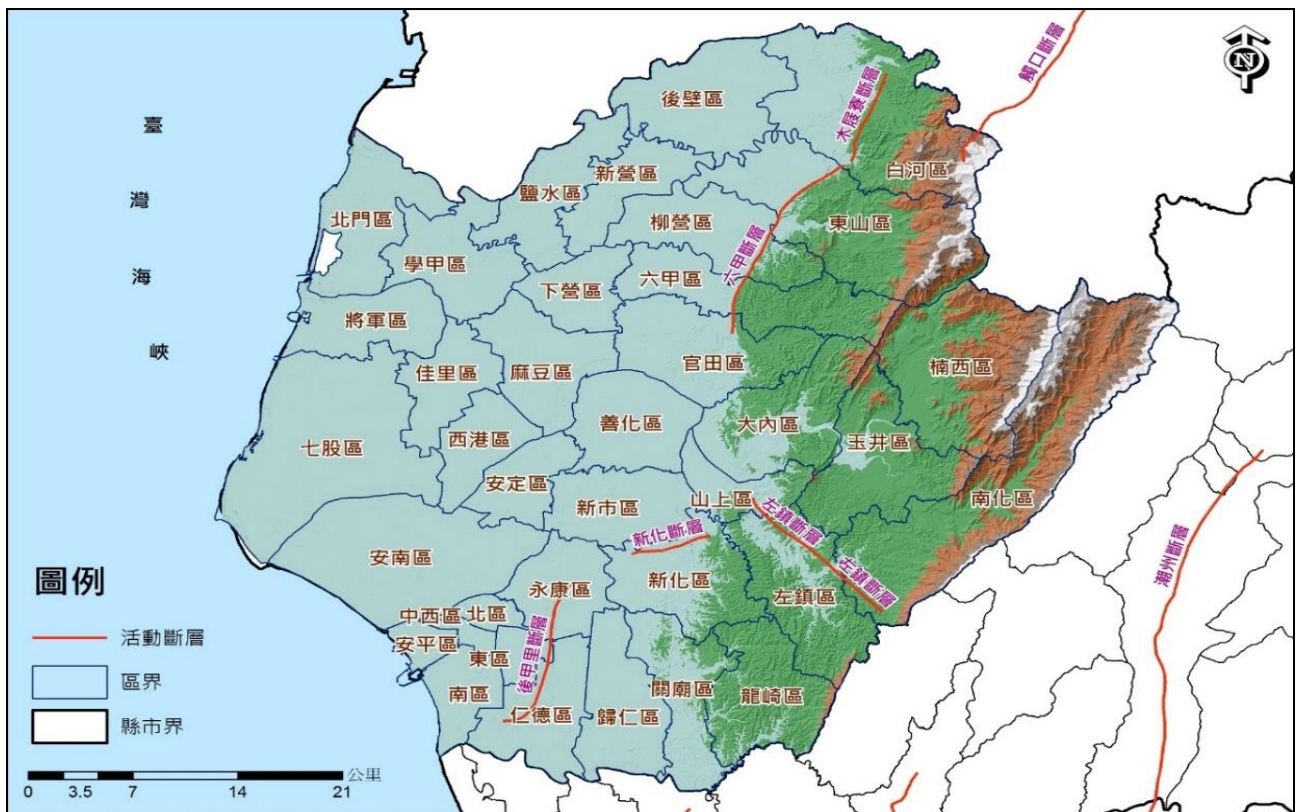 臺灣海峽
N
觸口斷層
木屐寮斷層
後壁區
白河區
新營區
鹽水區
北門區
柳營區
東山區
六甲斷層
學甲區
六甲區
下營區
將軍區
官田區
楠西區
佳里區
麻豆區
大內區
善化區
七股區
西港區
玉井區
安定區
山上區
南化區
新市區
左鎮斷層
新化斷層
左鎮斷層
潮州斷層
安南區
新化區
永康區
左鎮區
中西區
北區
安平區
東區
後甲里斷層
南區
仁德區
歸仁區
關廟區
龍崎區
圖例
活動斷層
區界
縣市界
公里
0 3.5 7 14 21